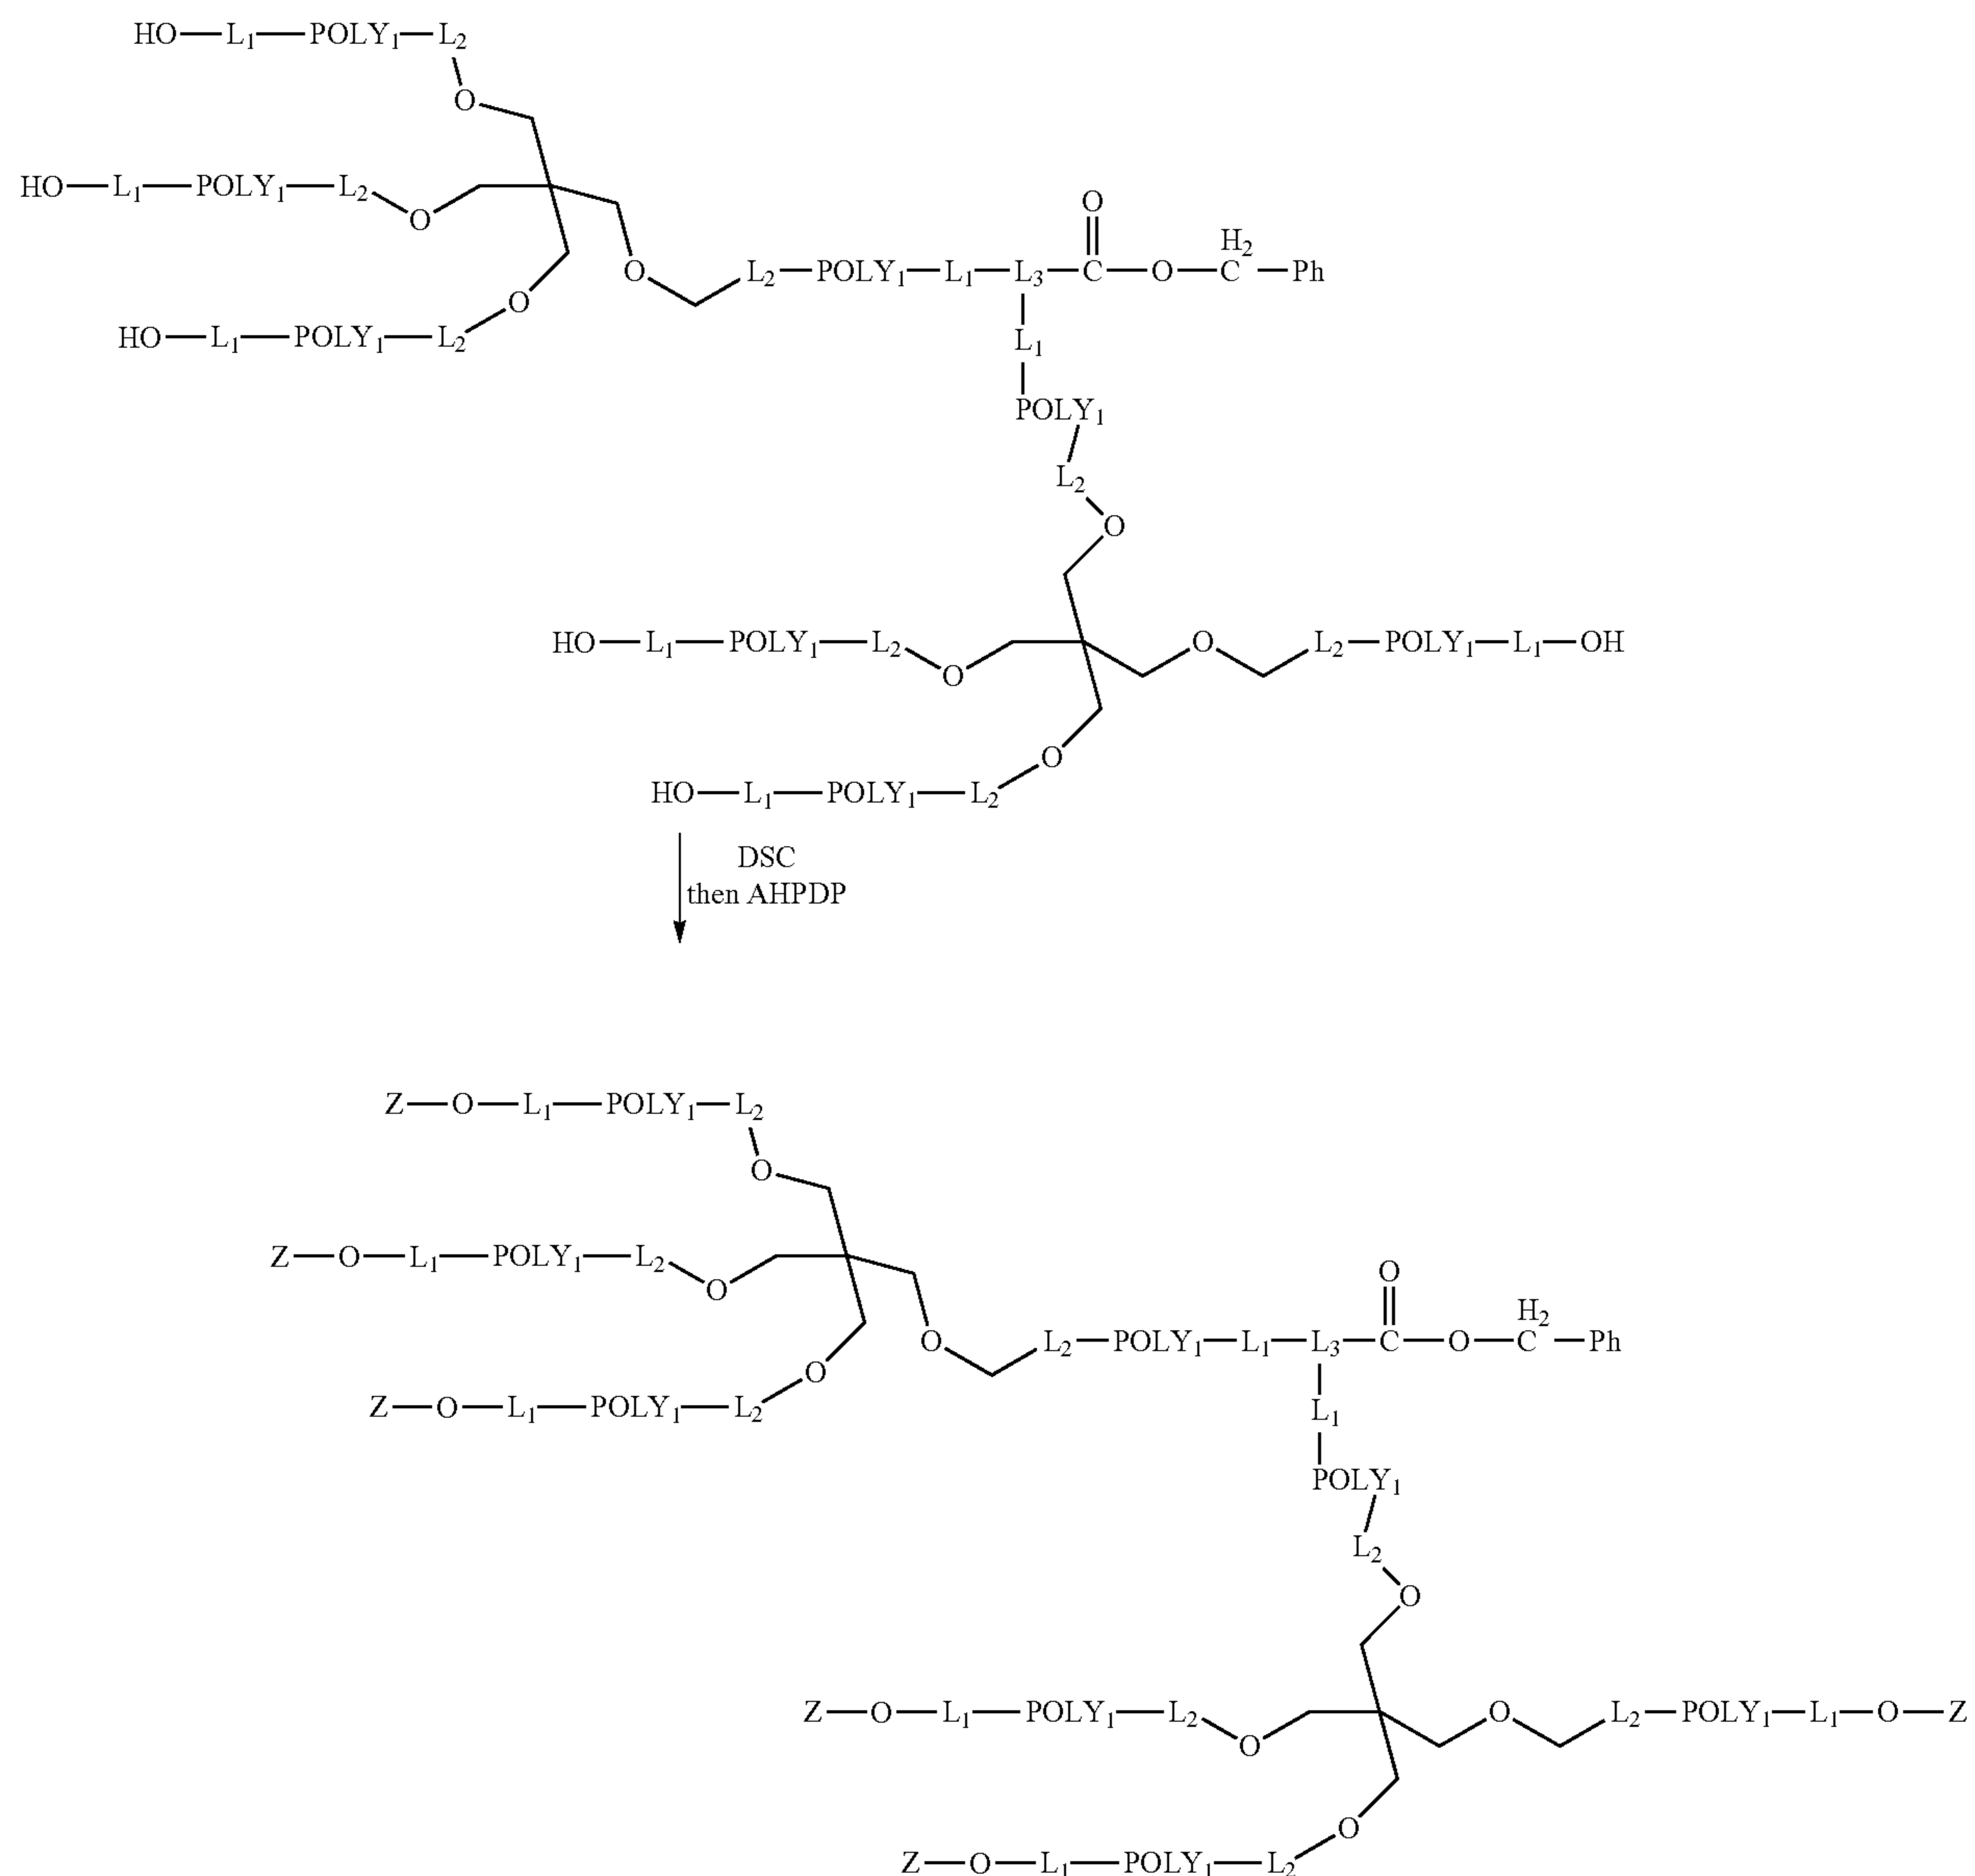 HO L1 POLY1 L2
O
O
HO L1 POLY1 L2
O
H2
O L2 POLY1 L1 L3 C O C Ph
O
HO L1 POLY1 L2
L1
POLY1
L2
O
HO L1 POLY1 L2 O L2 POLY1 L1 OH
O
O
HO L1 POLY1 L2
DSC
then AHPDP
Z O L1 POLY1 L2
O
Z O L1 POLY1 L2
O
O
H2
O L2 POLY1 L1 L3 C O C Ph
O
Z O L1 POLY1 L2
L1
POLY1
L2
O
Z O L1 POLY1 L2 O L2 POLY1 L1 O Z
O
O
Z O L1 POLY1 L2